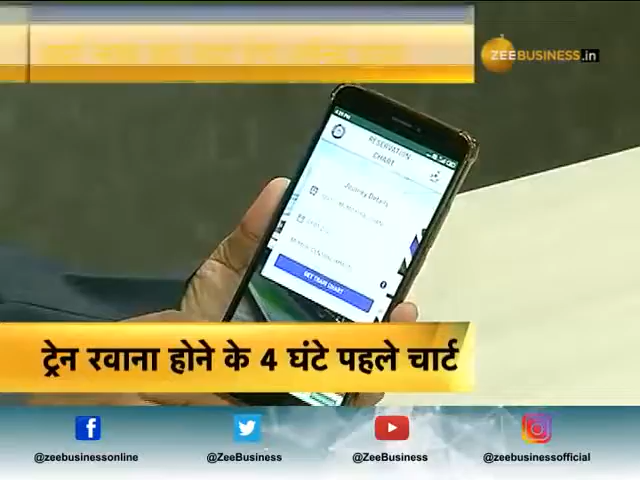 ZEEBUSINESS.in
RESERVATION
CHART
Journey Details
GET TRAIN CHART
ट्रेन रवाना होने के 4 घंटे पहले चार्ट
@zeebusinessonline
@ZeeBusiness
@ZeeBusiness
@zeebusinessofficial